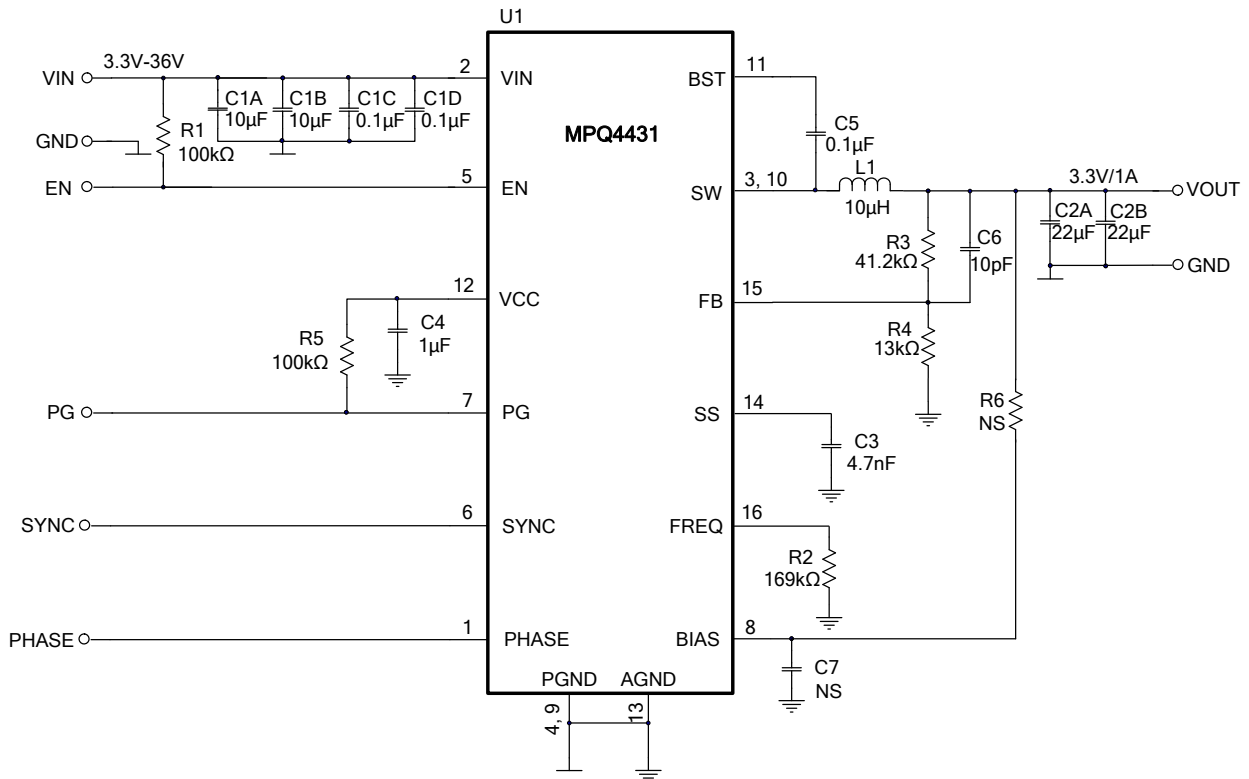 U1
MPQ4431
VIN
3.3V-36V
2
VIN
C1A
10µF
C1B
10µF
C1C
0.1µF
C1D
0.1µF
GND
R1
100kΩ
EN
5
EN
12
VCC
C4
1µF
R5
100kΩ
PG
7
PG
SYNC
6
SYNC
PHASE
1
PHASE
PGND
AGND
4, 9
13
BST
11
C5
0.1µF
SW
3, 10
L1
10µH
3.3V/1A
VOUT
C2A
22µF
C2B
22µF
GND
R3
41.2kΩ
C6
10pF
FB
15
R4
13kΩ
SS
14
C3
4.7nF
R6
NS
FREQ
16
R2
169kΩ
BIAS
8
C7
NS